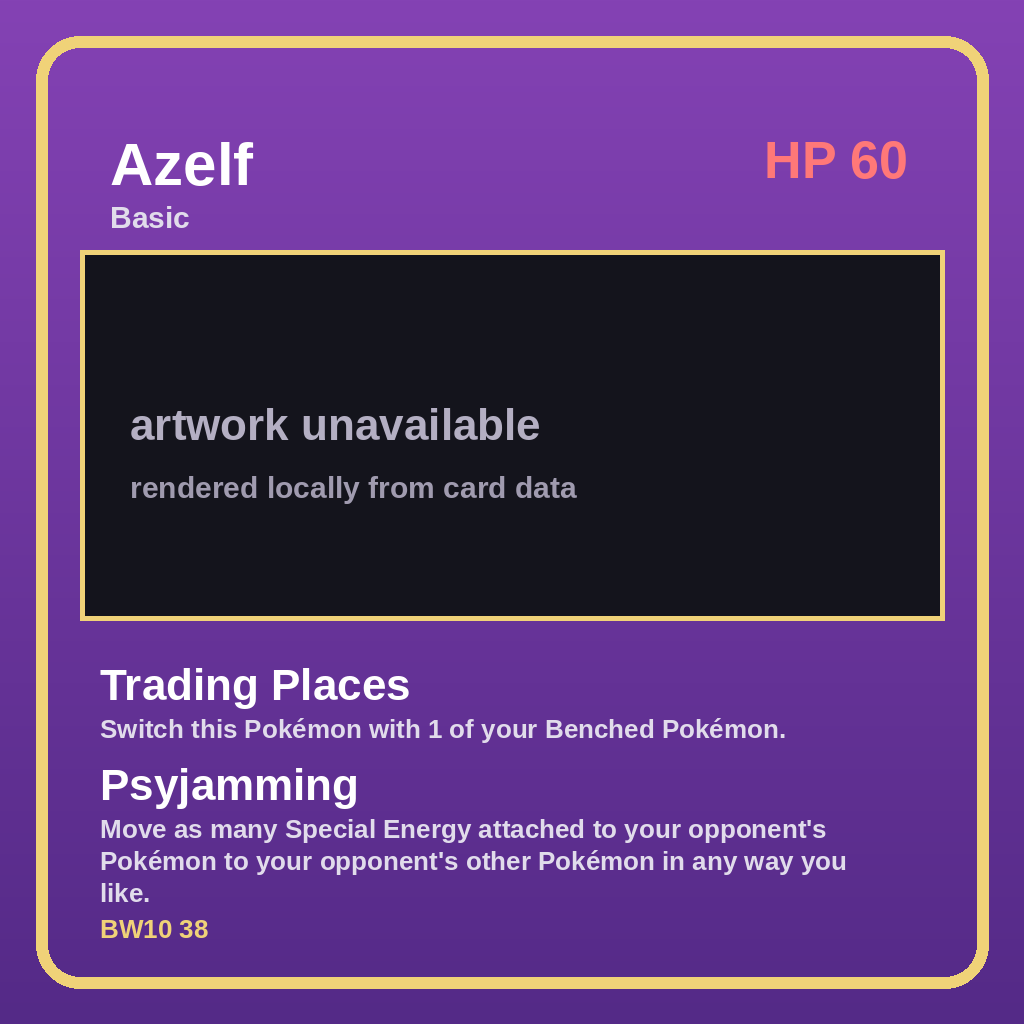 Azelf
HP 60
Basic
artwork unavailable
rendered locally from card data
Trading Places
Switch this Pokémon with 1 of your Benched Pokémon.
Psyjamming
Move as many Special Energy attached to your opponent's
Pokémon to your opponent's other Pokémon in any way you
like.
BW10 38